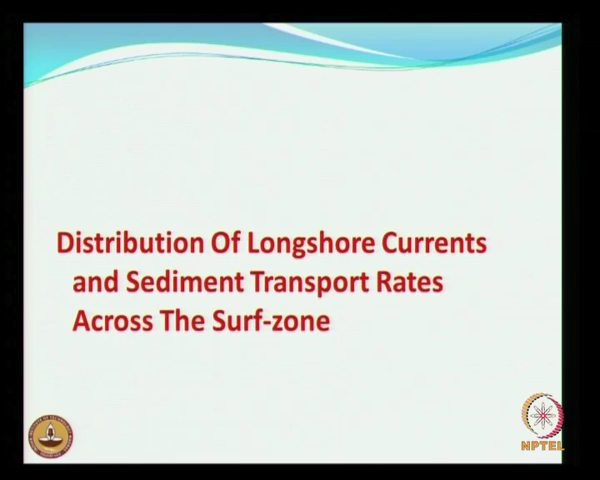 Distribution Of Longshore Currents
and Sediment Transport Rates
Across The Surf-zone
NPTEL